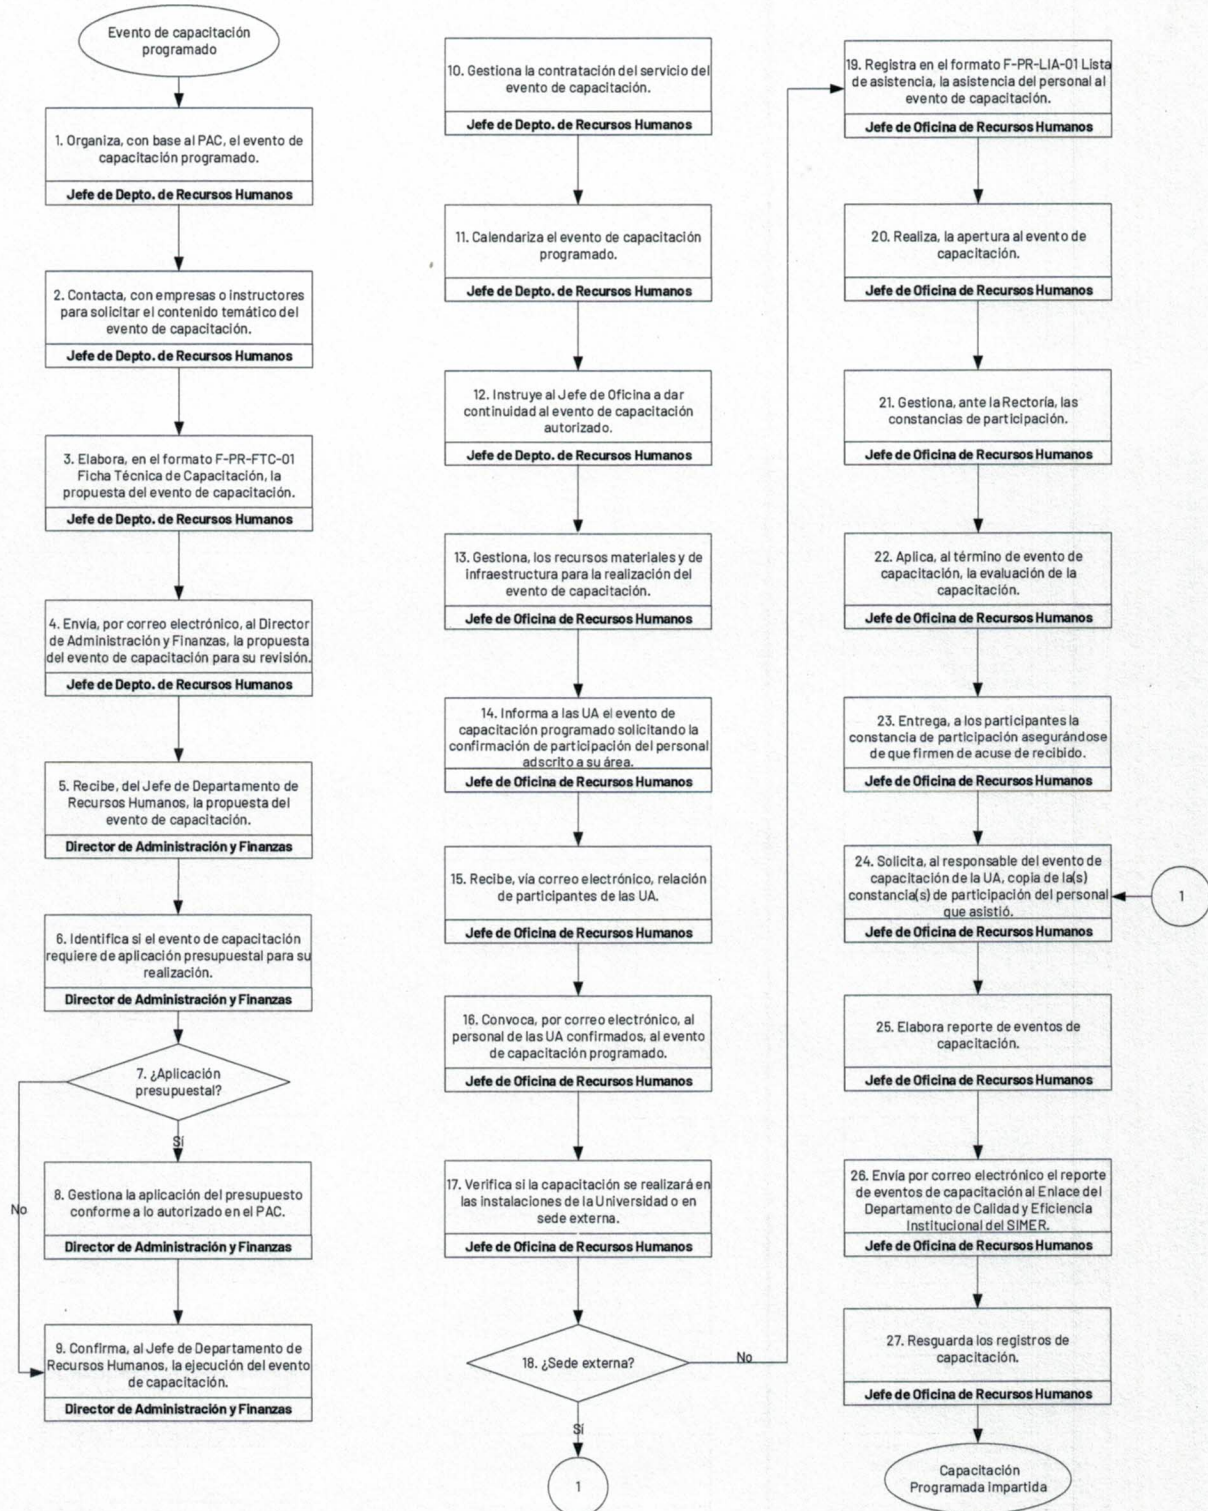 Evento de capacitación
programado
1. Organiza, con base al PAC, el evento de
capacitación programado.
Jefe de Depto. de Recursos Humanos
2. Contacta, con empresas o instructores
para solicitar el contenido temático del
evento de capacitación.
Jefe de Depto. de Recursos Humanos
3. Elabora, en el formato F-PR-FTC-01
Ficha Técnica de Capacitación, la
propuesta del evento de capacitación.
Jefe de Depto. de Recursos Humanos
4. Envía, por correo electrónico, al Director
de Administración y Finanzas, la propuesta
del evento de capacitación para su revisión.
Jefe de Depto. de Recursos Humanos
5. Recibe, del Jefe de Departamento de
Recursos Humanos, la propuesta del
evento de capacitación.
Director de Administración y Finanzas
6. Identifica si el evento de capacitación
requiere de aplicación presupuestal para su
realización.
Director de Administración y Finanzas
7. ¿Aplicación
presupuestal?
Sí
No
8. Gestiona la aplicación del presupuesto
conforme a lo autorizado en el PAC.
Director de Administración y Finanzas
9. Confirma, al Jefe de Departamento de
Recursos Humanos, la ejecución del evento
de capacitación.
Director de Administración y Finanzas
10. Gestiona la contratación del servicio del
evento de capacitación.
Jefe de Depto. de Recursos Humanos
11. Calendariza el evento de capacitación
programado.
Jefe de Depto. de Recursos Humanos
12. Instruye al Jefe de Oficina a dar
continuidad al evento de capacitación
autorizado.
Jefe de Depto. de Recursos Humanos
13. Gestiona, los recursos materiales y de
infraestructura para la realización del
evento de capacitación.
Jefe de Oficina de Recursos Humanos
14. Informa a las UA el evento de
capacitación programado solicitando la
confirmación de participación del personal
adscrito a su área.
Jefe de Oficina de Recursos Humanos
15. Recibe, vía correo electrónico, relación
de participantes de las UA.
Jefe de Oficina de Recursos Humanos
16. Convoca, por correo electrónico, al
personal de las UA confirmados, al evento
de capacitación programado.
Jefe de Oficina de Recursos Humanos
17. Verifica si la capacitación se realizará en
las instalaciones de la Universidad o en
sede externa.
Jefe de Oficina de Recursos Humanos
18. ¿Sede externa?
No
Sí
1
19. Registra en el formato F-PR-LIA-01 Lista
de asistencia, la asistencia del personal al
evento de capacitación.
Jefe de Oficina de Recursos Humanos
20. Realiza, la apertura al evento de
capacitación.
Jefe de Oficina de Recursos Humanos
21. Gestiona, ante la Rectoría, las
constancias de participación.
Jefe de Oficina de Recursos Humanos
22. Aplica, al término de evento de
capacitación, la evaluación de la
capacitación.
Jefe de Oficina de Recursos Humanos
23. Entrega, a los participantes la
constancia de participación asegurándose
de que firmen de acuse de recibido.
Jefe de Oficina de Recursos Humanos
24. Solicita, al responsable del evento de
capacitación de la UA, copia de la(s)
constancia(s) de participación del personal
que asistió.
Jefe de Oficina de Recursos Humanos
1
25. Elabora reporte de eventos de
capacitación.
Jefe de Oficina de Recursos Humanos
26. Envía por correo electrónico el reporte
de eventos de capacitación al Enlace del
Departamento de Calidad y Eficiencia
Institucional del SIMER.
Jefe de Oficina de Recursos Humanos
27. Resguarda los registros de
capacitación.
Jefe de Oficina de Recursos Humanos
Capacitación
Programada impartida